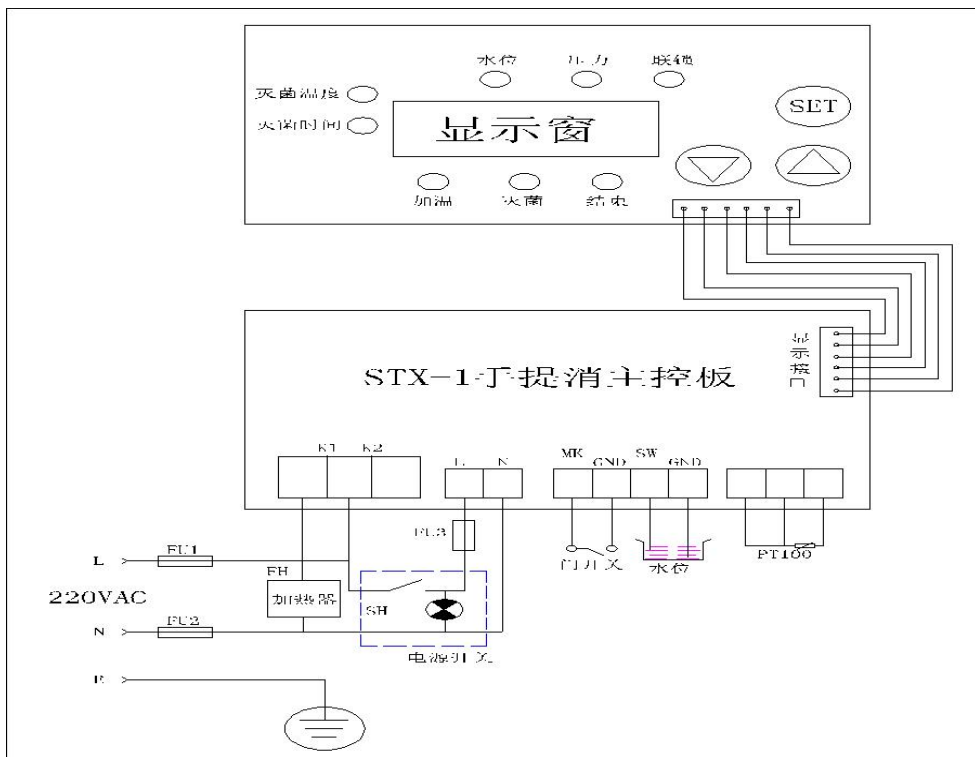 水位 压力 联锁
灭菌温度
灭菌时间
SET
显示窗
加温 灭菌 结束
显示接口
STX-1手提消主控板
K1 K2
L N
MK GND SW GND
FU3
L FU1
EH
加热器
门开关 水位 PT100
220VAC
SH
N FU2
电源开关
E